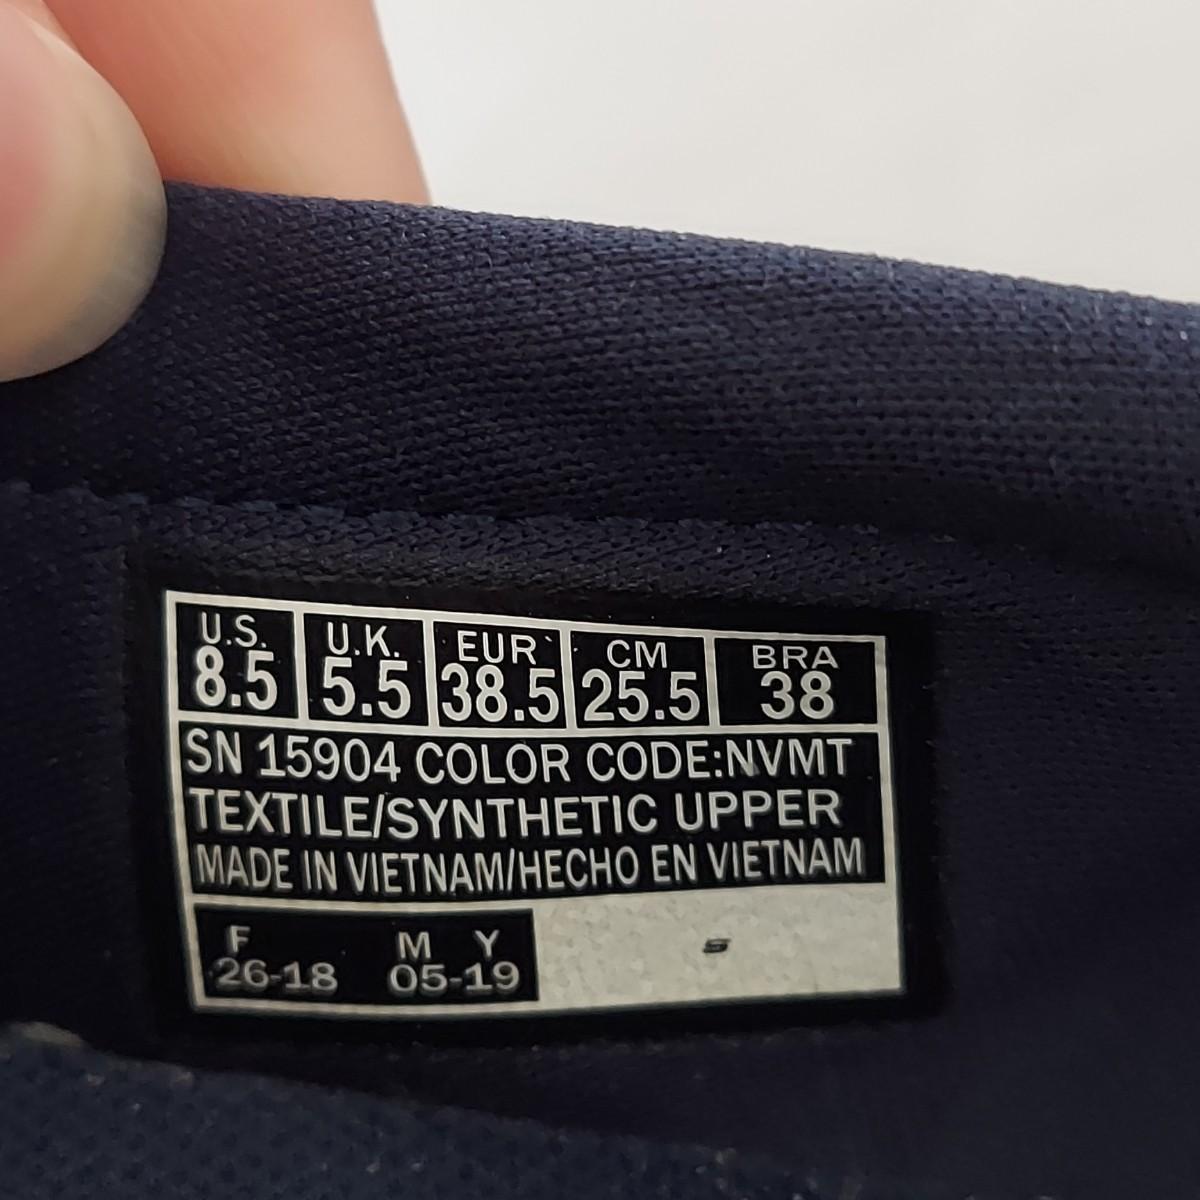 U.S. U.K. EUR CM BRA
8.5 5.5 38.5 25.5 38
SN 15904 COLOR CODE:NVMT
TEXTILE/SYNTHETIC UPPER
MADE IN VIETNAM/HECHO EN VIETNAM
F M Y
26-18 05-19
S